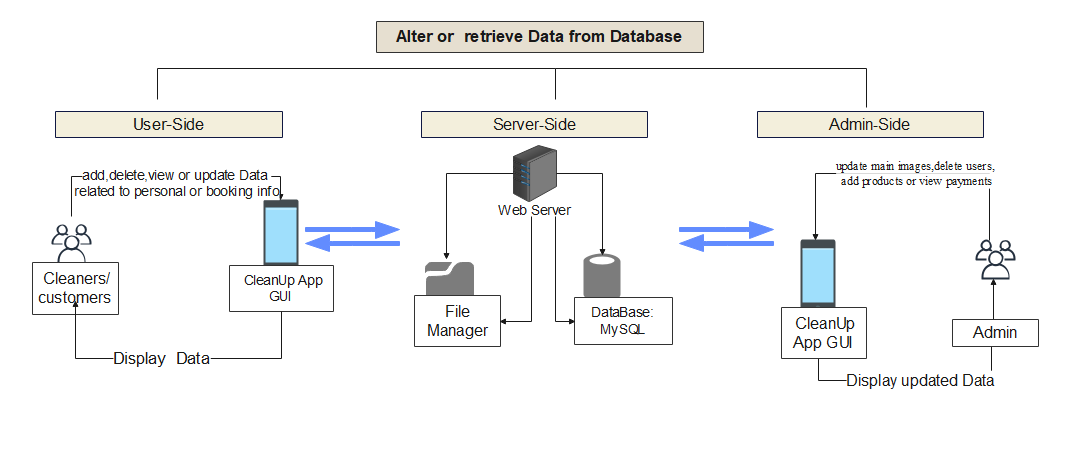 Alter or  retrieve Data from Database
User-Side
Server-Side
Admin-Side
add,delete,view or update Data
related to personal or booking info
Cleaners/
customers
CleanUp App
GUI
Display  Data
Web Server
File
Manager
DataBase:
MySQL
update main images,delete users,
add products or view payments
CleanUp
App GUI
Admin
Display updated Data